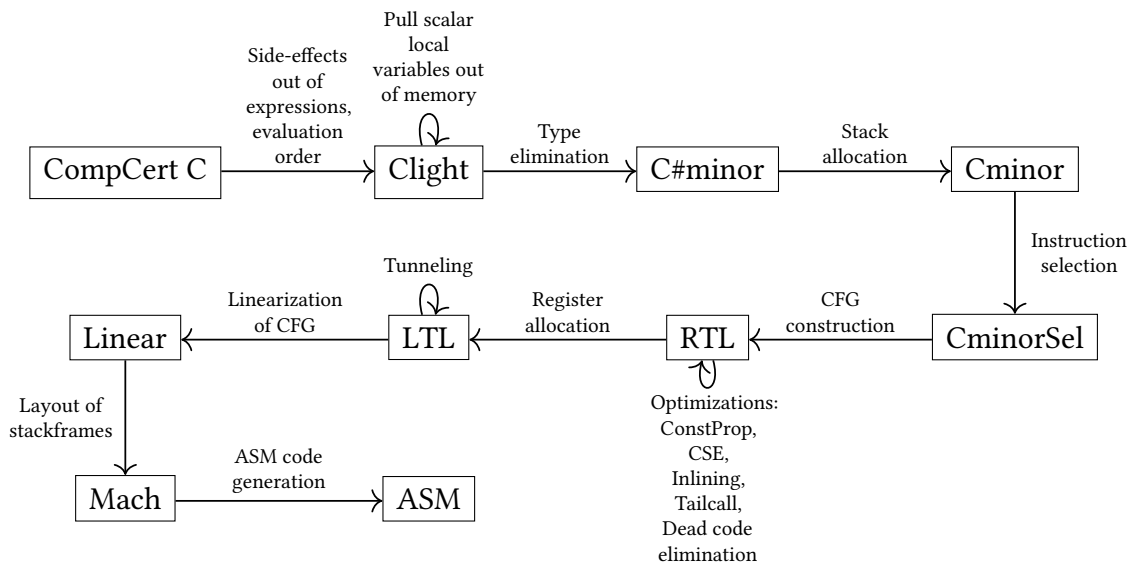 Pull scalar
local
variables out
of memory
Side-effects
out of
expressions,
evaluation
order
Type
elimination
Stack
allocation
CompCert C
Clight
C#minor
Cminor
Instruction
selection
Tunneling
Linearization
of CFG
Register
allocation
CFG
construction
Linear
LTL
RTL
CminorSel
Layout of
stackframes
Optimizations:
ConstProp,
CSE,
Inlining,
Tailcall,
Dead code
elimination
ASM code
generation
Mach
ASM